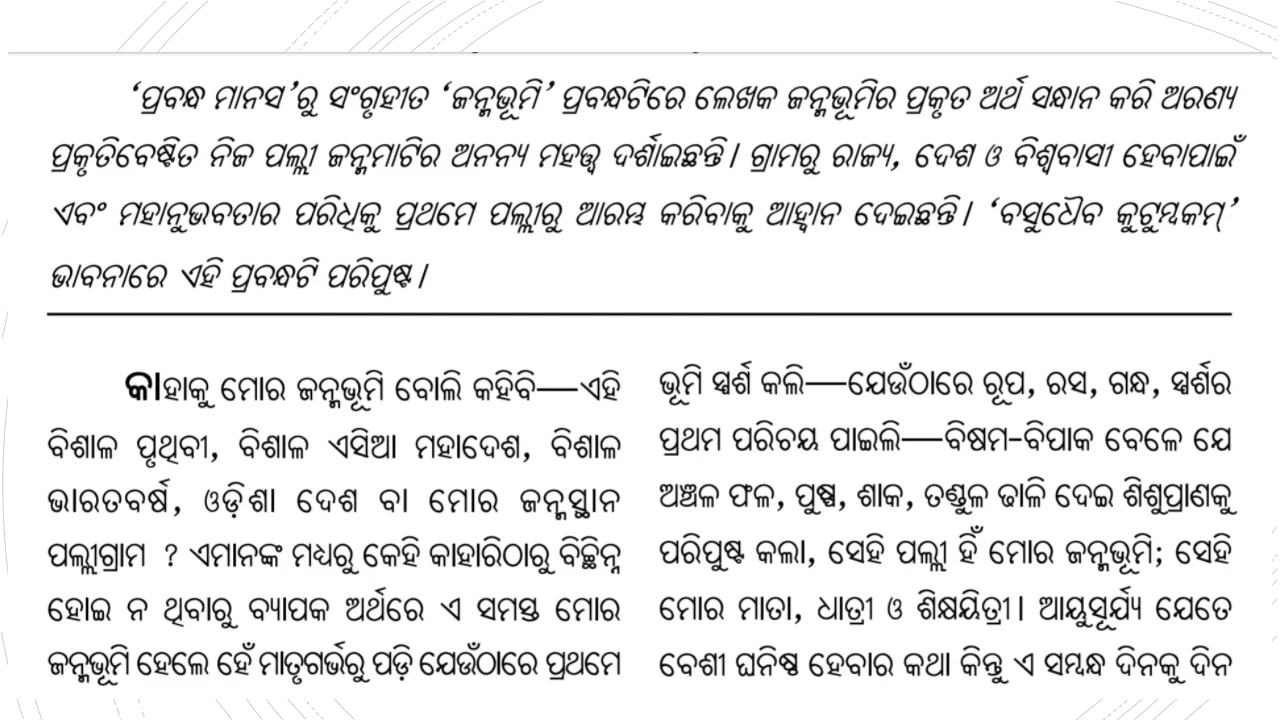 ‘ପ୍ରବନ୍ଧ ମାନସ’ରୁ ସଂଗୃହୀତ ‘ଜନ୍ମଭୂମି’ ପ୍ରବନ୍ଧଟିରେ ଲେଖକ ଜନ୍ମଭୂମିର ପ୍ରକୃତ ଅର୍ଥ ସନ୍ଧାନ କରି ଅରଣ୍ୟ
ପ୍ରକୃତିବେଷ୍ଟିତ ନିଜ ପଲ୍ଲୀ ଜନ୍ମମାଟିର ଅନନ୍ୟ ମହତ୍ତ୍ୱ ଦର୍ଶାଇଛନ୍ତି। ଗ୍ରାମରୁ ରାଜ୍ୟ, ଦେଶ ଓ ବିଶ୍ୱବାସୀ ହେବାପାଇଁ
ଏବଂ ମହାନୁଭବତାର ପରିଧିକୁ ପ୍ରଥମେ ପଲ୍ଲୀରୁ ଆରମ୍ଭ କରିବାକୁ ଆହ୍ୱାନ ଦେଇଛନ୍ତି। ‘ବସୁଧୈବ କୁଟୁମ୍ବକମ୍’
ଭାବନାରେ ଏହି ପ୍ରବନ୍ଧଟି ପରିପୁଷ୍ଟ।
କାହାକୁ ମୋର ଜନ୍ମଭୂମି ବୋଲି କହିବି—ଏହି
ବିଶାଳ ପୃଥିବୀ, ବିଶାଳ ଏସିଆ ମହାଦେଶ, ବିଶାଳ
ଭାରତବର୍ଷ, ଓଡ଼ିଶା ଦେଶ ବା ମୋର ଜନ୍ମସ୍ଥାନ
ପଲ୍ଲୀଗ୍ରାମ ? ଏମାନଙ୍କ ମଧ୍ୟରୁ କେହି କାହାରିଠାରୁ ବିଚ୍ଛିନ୍ନ
ହୋଇ ନ ଥିବାରୁ ବ୍ୟାପକ ଅର୍ଥରେ ଏ ସମସ୍ତ ମୋର
ଜନ୍ମଭୂମି ହେଲେ ହେଁ ମାତୃଗର୍ଭରୁ ପଡ଼ି ଯେଉଁଠାରେ ପ୍ରଥମେ
ଭୂମି ସ୍ପର୍ଶ କଲି—ଯେଉଁଠାରେ ରୂପ, ରସ, ଗନ୍ଧ, ସ୍ପର୍ଶର
ପ୍ରଥମ ପରିଚୟ ପାଇଲି—ବିଷମ-ବିପାକ ବେଳେ ଯେ
ଅଞ୍ଚଳ ଫଳ, ପୁଷ୍ପ, ଶାକ, ତଣ୍ଡୁଳ ଢାଳି ଦେଇ ଶିଶୁପ୍ରାଣକୁ
ପରିପୁଷ୍ଟ କଲା, ସେହି ପଲ୍ଲୀ ହିଁ ମୋର ଜନ୍ମଭୂମି; ସେହି
ମୋର ମାତା, ଧାତ୍ରୀ ଓ ଶିକ୍ଷୟିତ୍ରୀ। ଆୟୁସୂର୍ଯ୍ୟ ଯେତେ
ବେଶୀ ଘନିଷ୍ଠ ହେବାର କଥା କିନ୍ତୁ ଏ ସମ୍ବନ୍ଧ ଦିନକୁ ଦିନ